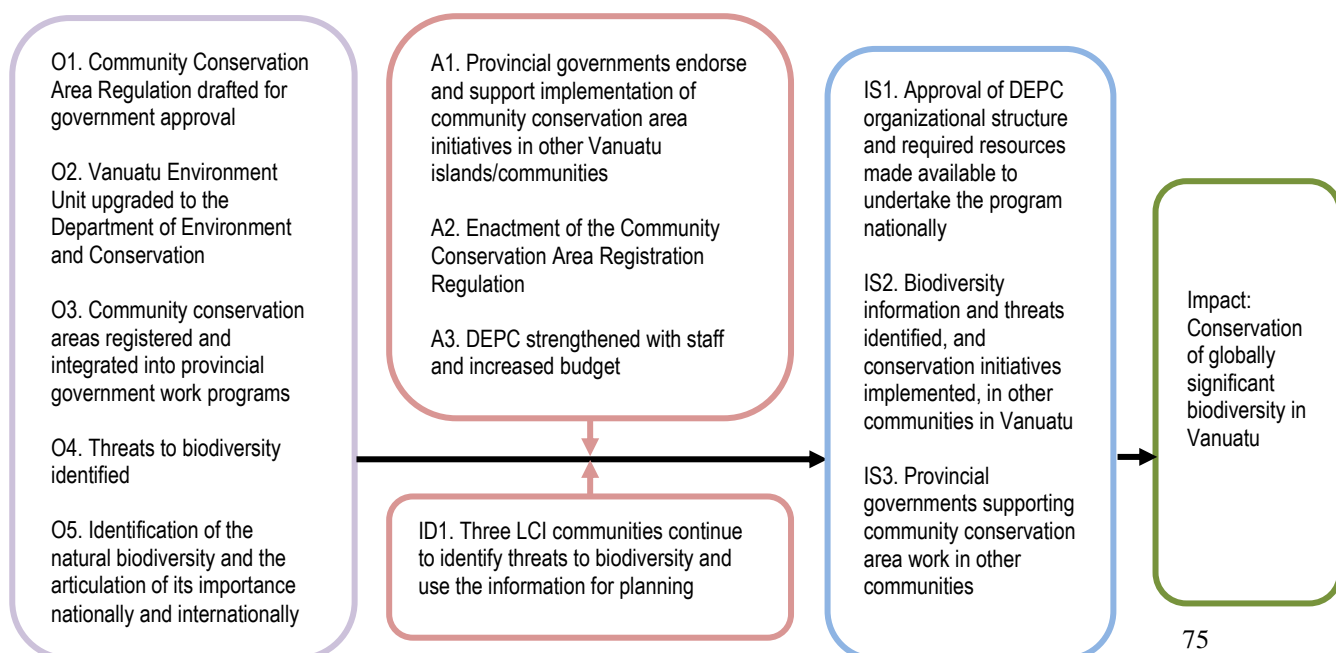 O1. Community Conservation
Area Regulation drafted for
government approval
O2. Vanuatu Environment
Unit upgraded to the
Department of Environment
and Conservation
O3. Community conservation
areas registered and
integrated into provincial
government work programs
O4. Threats to biodiversity
identified
O5. Identification of the
natural biodiversity and the
articulation of its importance
nationally and internationally
A1. Provincial governments endorse
and support implementation of
community conservation area
initiatives in other Vanuatu
islands/communities
A2. Enactment of the Community
Conservation Area Registration
Regulation
A3. DEPC strengthened with staff
and increased budget
ID1. Three LCI communities continue
to identify threats to biodiversity and
use the information for planning
IS1. Approval of DEPC
organizational structure
and required resources
made available to
undertake the program
nationally
IS2. Biodiversity
information and threats
identified, and
conservation initiatives
implemented, in other
communities in Vanuatu
IS3. Provincial
governments supporting
community conservation
area work in other
communities
Impact:
Conservation
of globally
significant
biodiversity in
Vanuatu
75